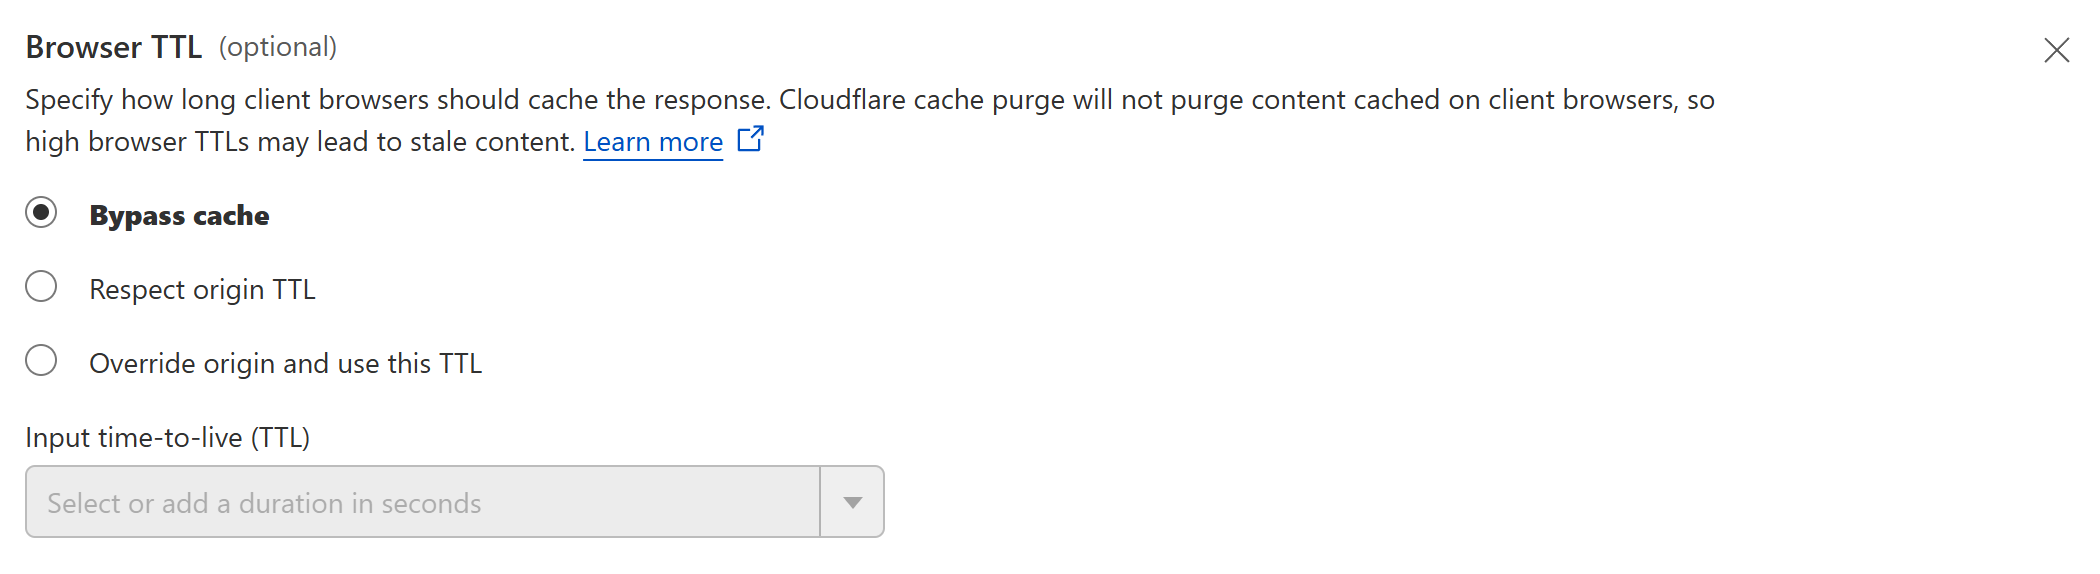 Browser TTL (optional)
Specify how long client browsers should cache the response. Cloudflare cache purge will not purge content cached on client browsers, so
high browser TTLs may lead to stale content. Learn more
Bypass cache
Respect origin TTL
Override origin and use this TTL
Input time-to-live (TTL)
Select or add a duration in seconds